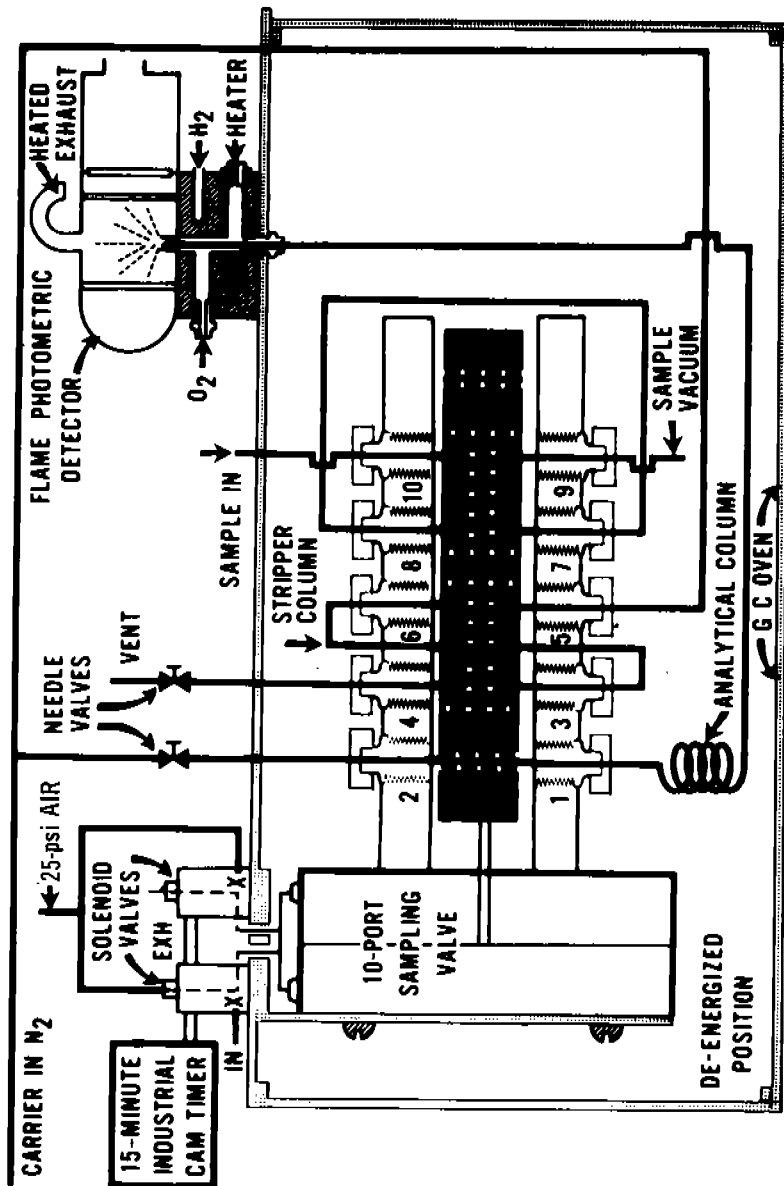 CARRIER IN N2
15-MINUTE
INDUSTRIAL
CAM TIMER
25-psi AIR
SOLENOID
VALVES
EXH
IN
X
X
NEEDLE
VALVES
VENT
SAMPLE IN
STRIPPER
COLUMN
FLAME PHOTOMETRIC
DETECTOR
HEATED
EXHAUST
O2
H2
HEATER
10-PORT
SAMPLING
VALVE
2
4
6
8
10
1
3
5
7
9
SAMPLE
VACUUM
ANALYTICAL COLUMN
G C OVEN
DE-ENERGIZED
POSITION